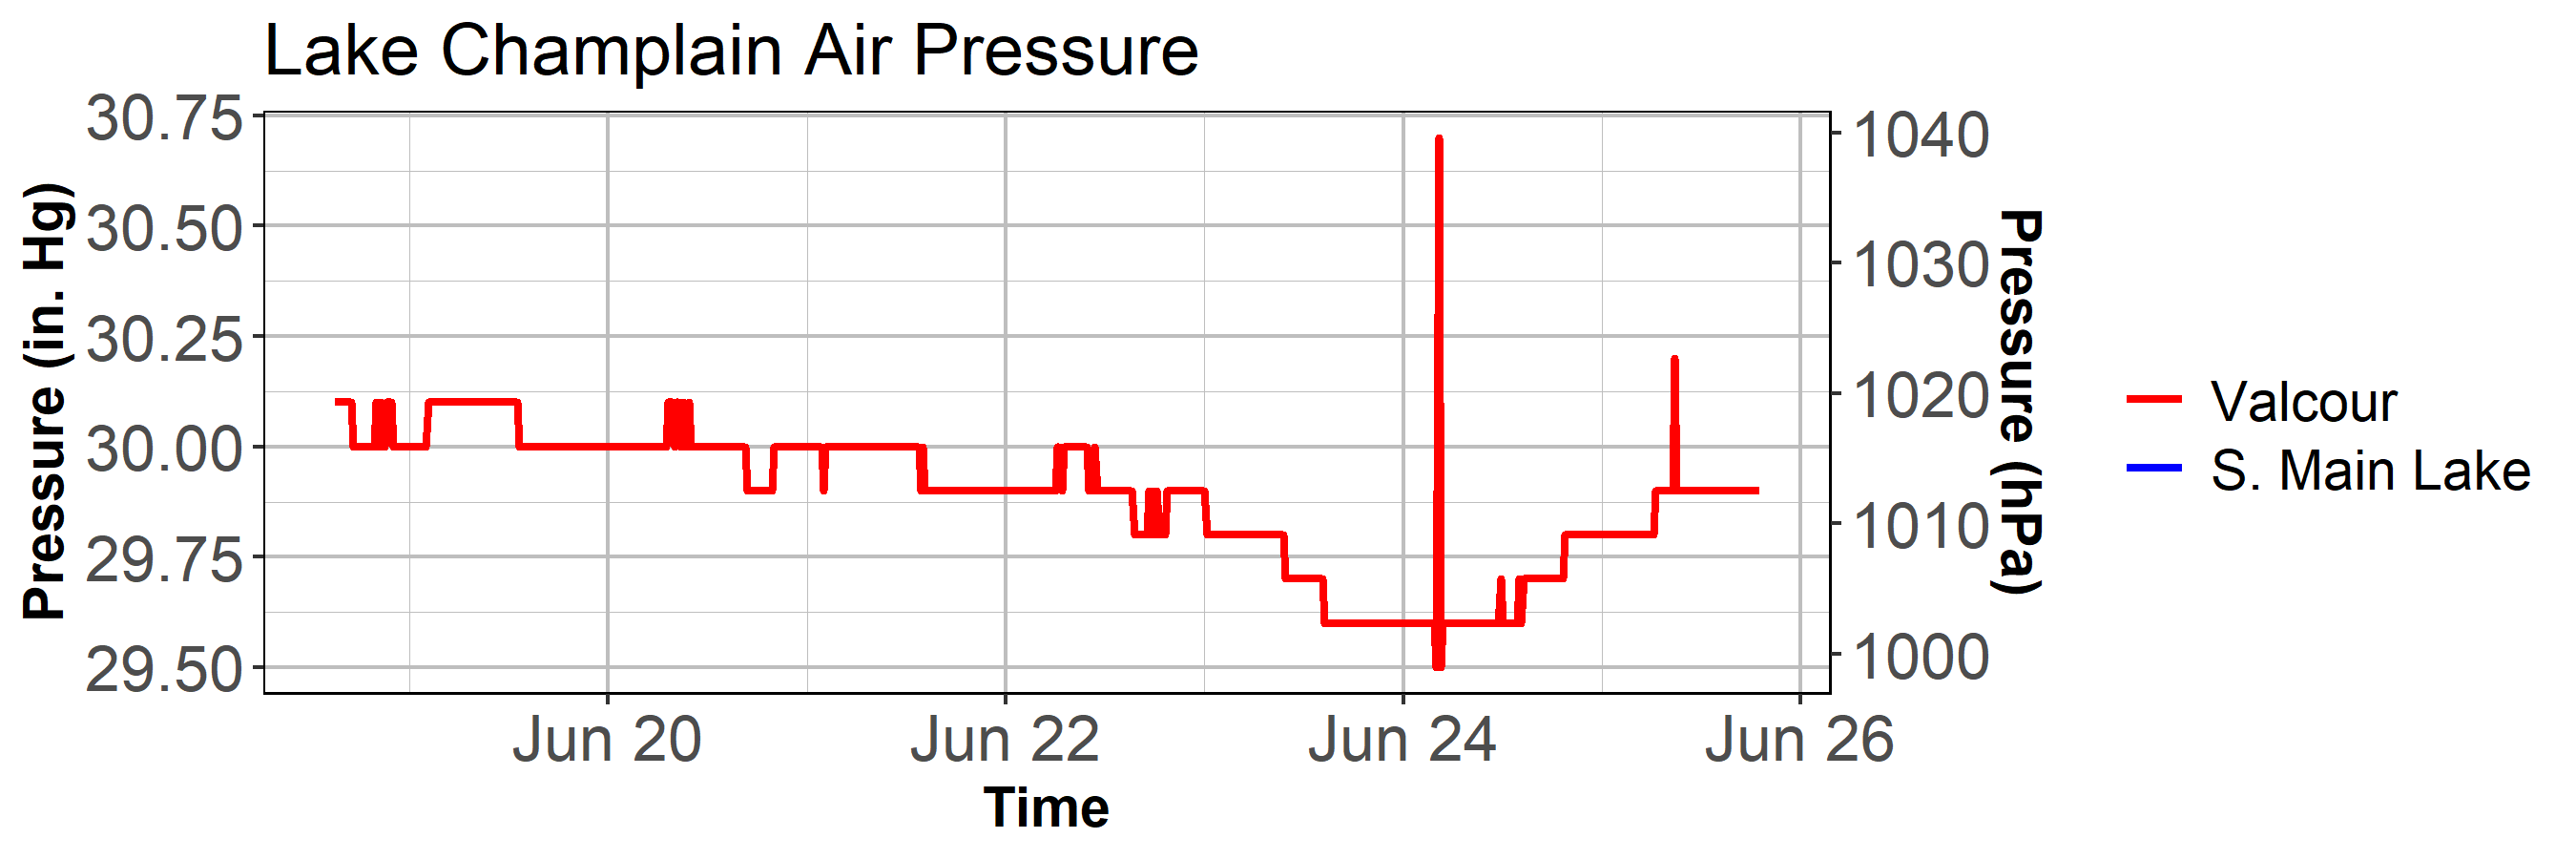 Lake Champlain Air Pressure
Pressure (in. Hg)
30.75
30.50
30.25
30.00
29.75
29.50
1040
1030
1020
1010
1000
Pressure (hPa)
Jun 20
Jun 22
Jun 24
Jun 26
Time
Valcour
S. Main Lake